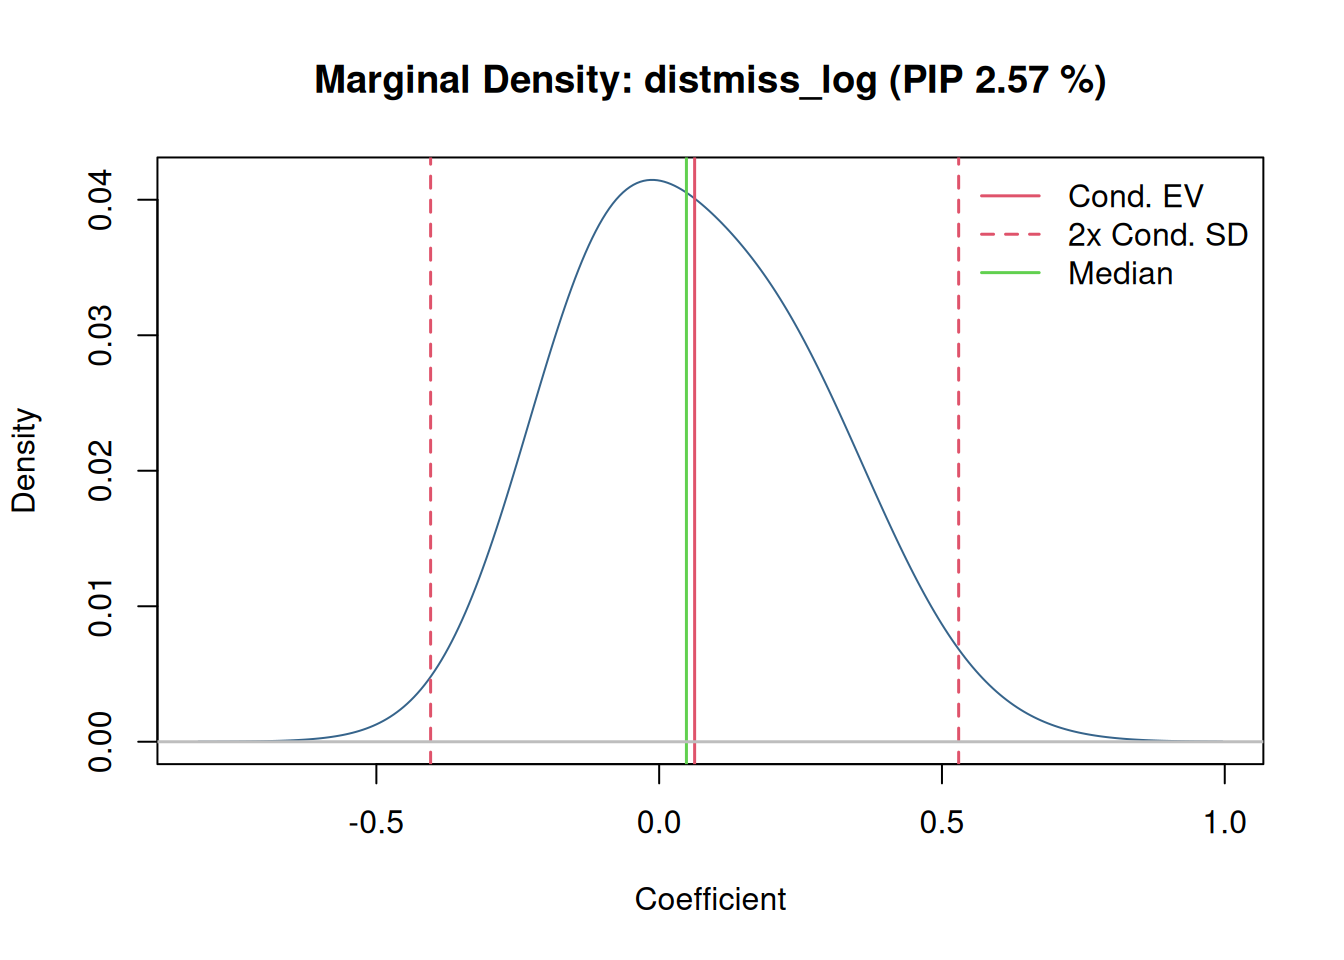 Marginal Density: distmiss_log (PIP 2.57 %)
Cond. EV
2x Cond. SD
Median
Density
0.04
0.03
0.02
0.01
0.00
-0.5
0.0
0.5
1.0
Coefficient